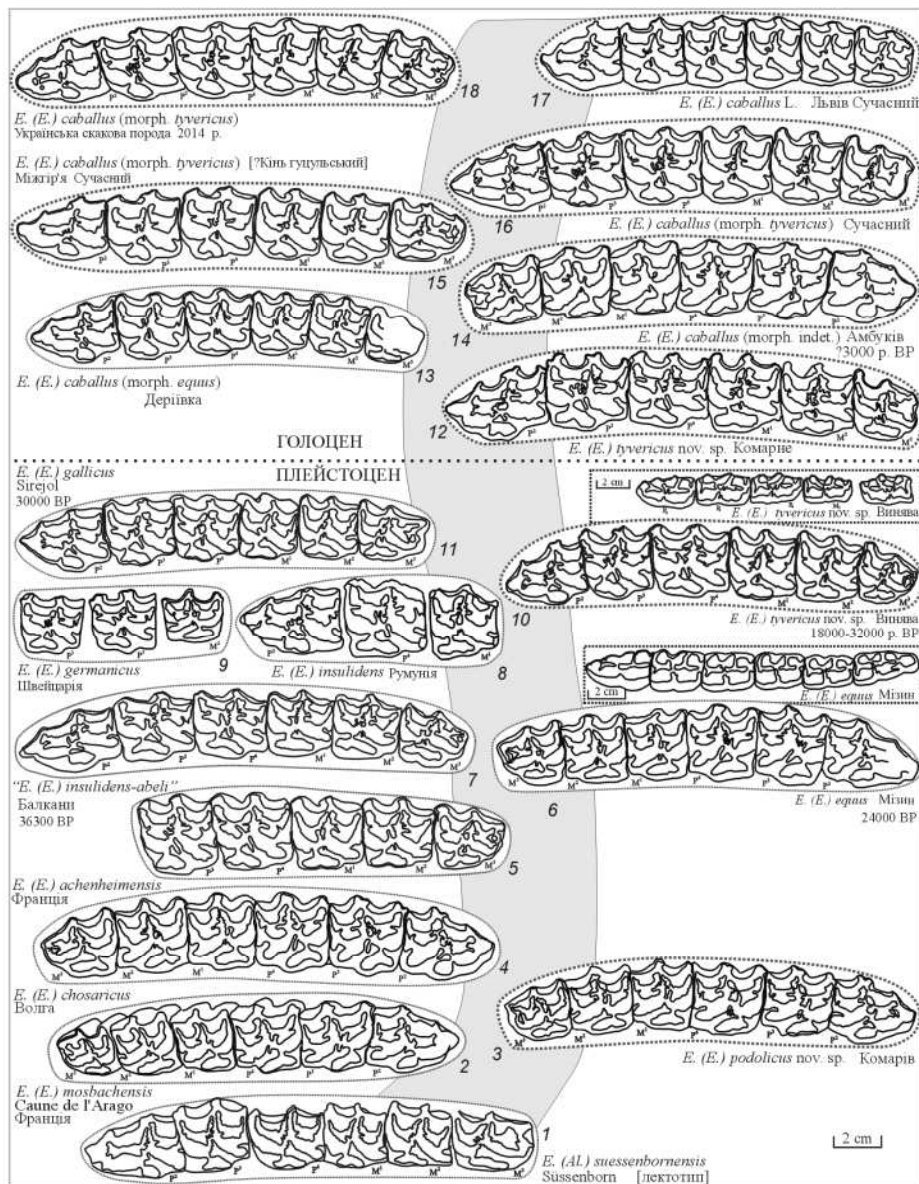 18
E. (E.) caballus (morph. tyvericus)
Українська скакова порода 2014 р.
17
E. (E.) caballus L. Львів Сучасний
E. (E.) caballus (morph. tyvericus) [?Кінь гуцульський]
Міжгір'я Сучасний
16
E. (E.) caballus (morph. tyvericus) Сучасний
15
14
E. (E.) caballus (morph. indet.) Амбуків
?3000 р. BP
13
E. (E.) caballus (morph. equus)
Деріївка
12
E. (E.) tyvericus nov. sp. Комарне
ГОЛОЦЕН
ПЛЕЙСТОЦЕН
E. (E.) gallicus
Sirejol
30000 BP
11
2 cm
E. (E.) tyvericus nov. sp. Винява
10
E. (E.) tyvericus nov. sp. Винява
18000-32000 р. BP
9
E. (E.) germanicus
Швейцарія
8
E. (E.) insulidens Румунія
2 cm
E. (E.) equus Мізин
7
"E. (E.) insulidens-abeli"
Балкани
36300 BP
6
E. (E.) equus Мізин
24000 BP
5
E. (E.) achenheimensis
Франція
4
E. (E.) chosaricus
Волга
3
E. (E.) podolicus nov. sp. Комарів
2
E. (E.) mosbachensis
Caune de l'Arago
Франція
1
E. (Al.) suessenbornensis
Süssenborn [лектотип]
2 cm